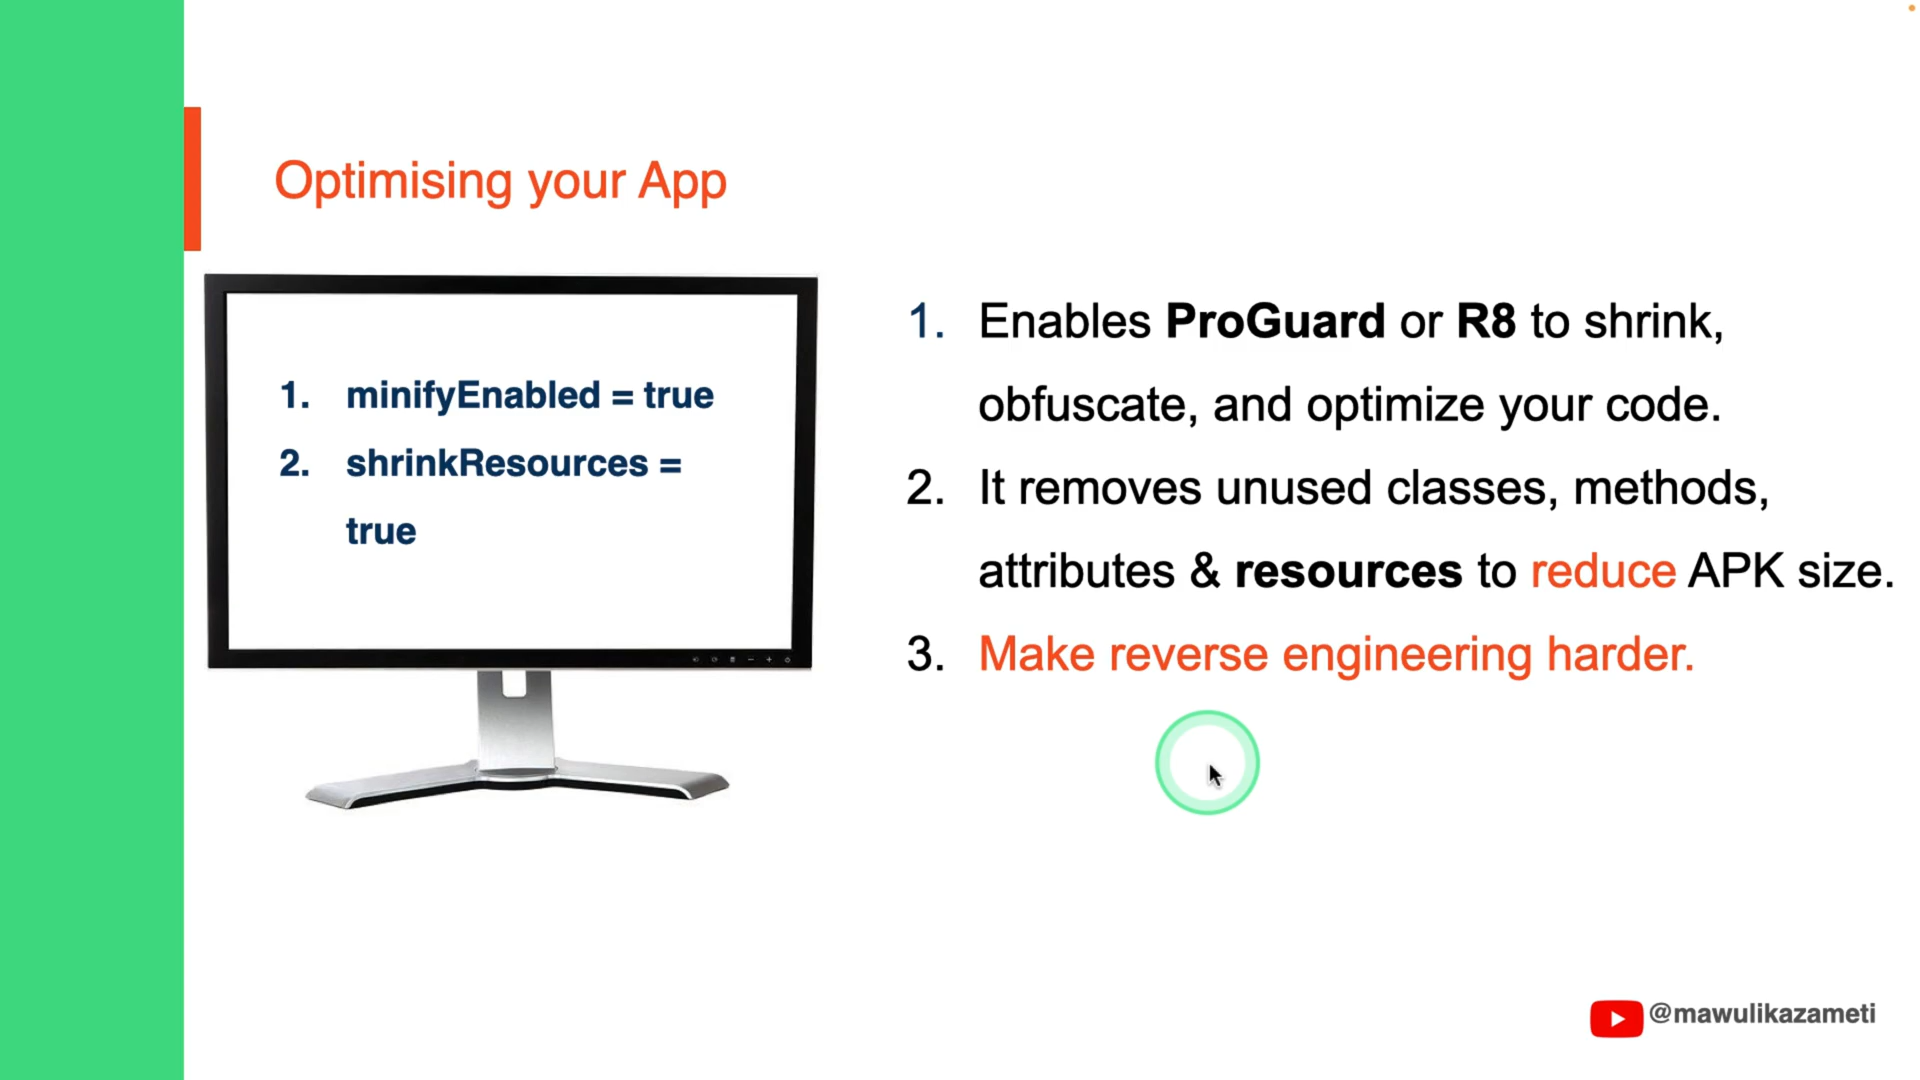 Optimising your App
1. minifyEnabled = true
2. shrinkResources =
true
1. Enables ProGuard or R8 to shrink,
obfuscate, and optimize your code.
2. It removes unused classes, methods,
attributes & resources to reduce APK size.
3. Make reverse engineering harder.
@mawulikazameti